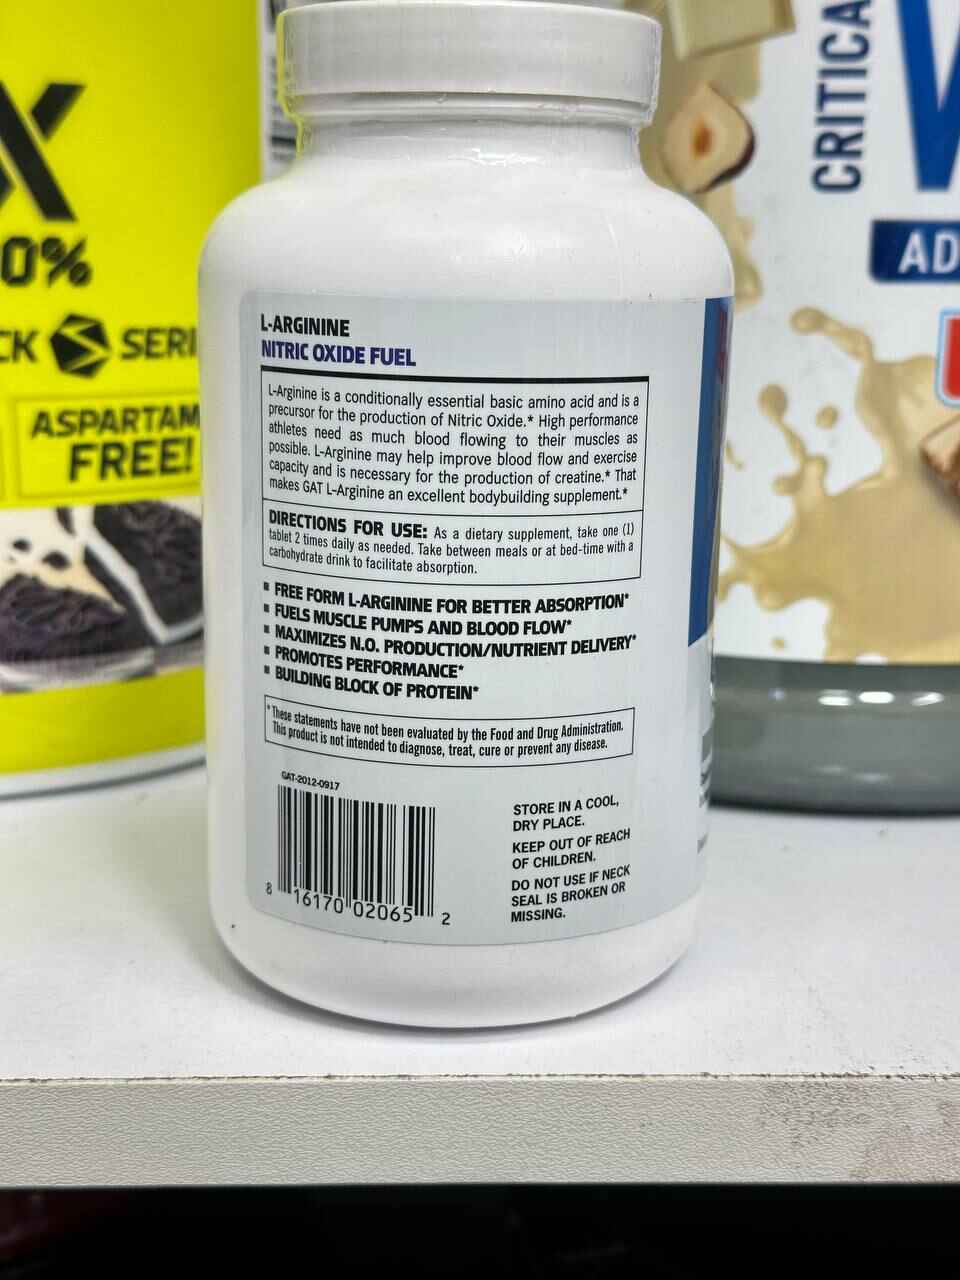 X
0%
CK SERI
ASPARTAM
FREE!
CRITICA
W
AD
L-ARGININE
NITRIC OXIDE FUEL
L-Arginine is a conditionally essential basic amino acid and is a
precursor for the production of Nitric Oxide.* High performance
athletes need as much blood flowing to their muscles as
possible. L-Arginine may help improve blood flow and exercise
capacity and is necessary for the production of creatine.* That
makes GAT L-Arginine an excellent bodybuilding supplement.*
DIRECTIONS FOR USE: As a dietary supplement, take one (1)
tablet 2 times daily as needed. Take between meals or at bed-time with a
carbohydrate drink to facilitate absorption.
▪ FREE FORM L-ARGININE FOR BETTER ABSORPTION*
▪ FUELS MUSCLE PUMPS AND BLOOD FLOW*
▪ MAXIMIZES N.O. PRODUCTION/NUTRIENT DELIVERY*
▪ PROMOTES PERFORMANCE*
▪ BUILDING BLOCK OF PROTEIN*
*These statements have not been evaluated by the Food and Drug Administration.
This product is not intended to diagnose, treat, cure or prevent any disease.
GAT-2012-0917
8 16170 02065 2
STORE IN A COOL,
DRY PLACE.
KEEP OUT OF REACH
OF CHILDREN.
DO NOT USE IF NECK
SEAL IS BROKEN OR
MISSING.